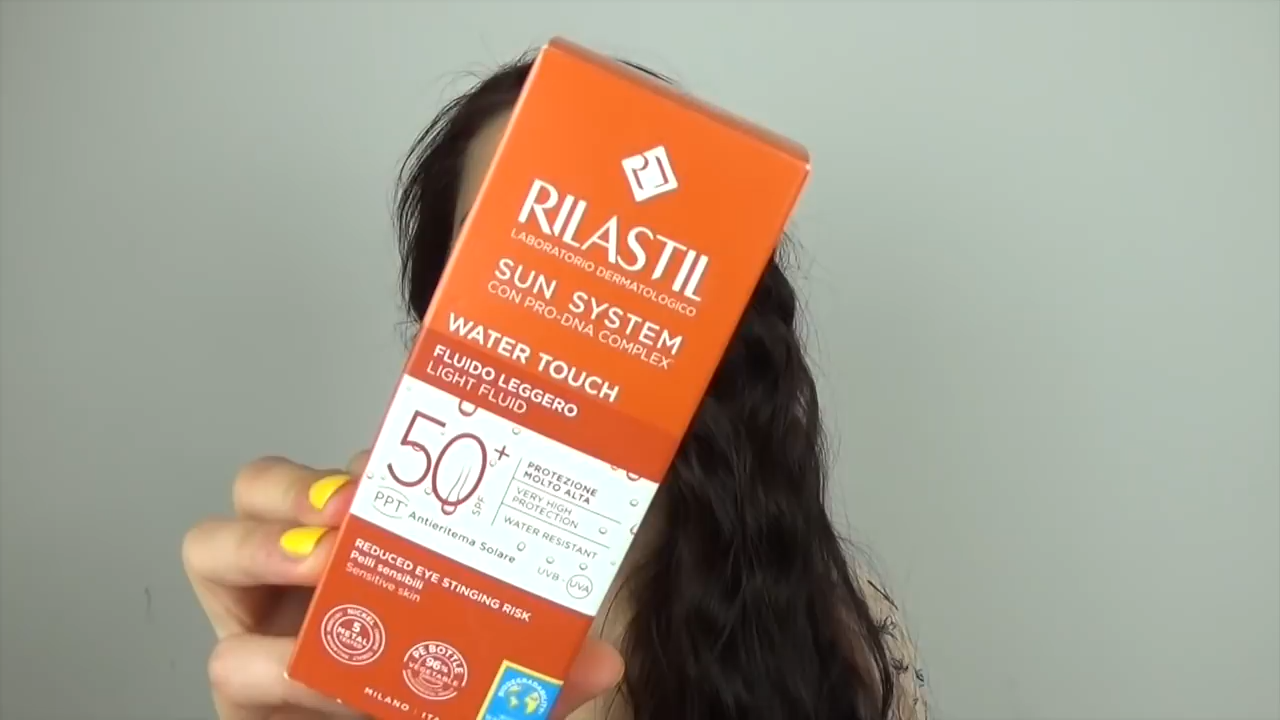 RILASTIL
LABORATORIO DERMATOLOGICO
SUN SYSTEM
CON PRO-DNA COMPLEX
WATER TOUCH
FLUIDO LEGGERO
LIGHT FLUID
50+
SPF
PROTEZIONE
MOLTO ALTA
VERY HIGH
PROTECTION
WATER RESISTANT
PPT Antieritema Solare
UVB - UVA
REDUCED EYE STINGING RISK
Pelli sensibili
Sensitive skin
NICKEL
5
METAL
TESTED
PE BOTTLE
96%
VEGETABLE
MILANO